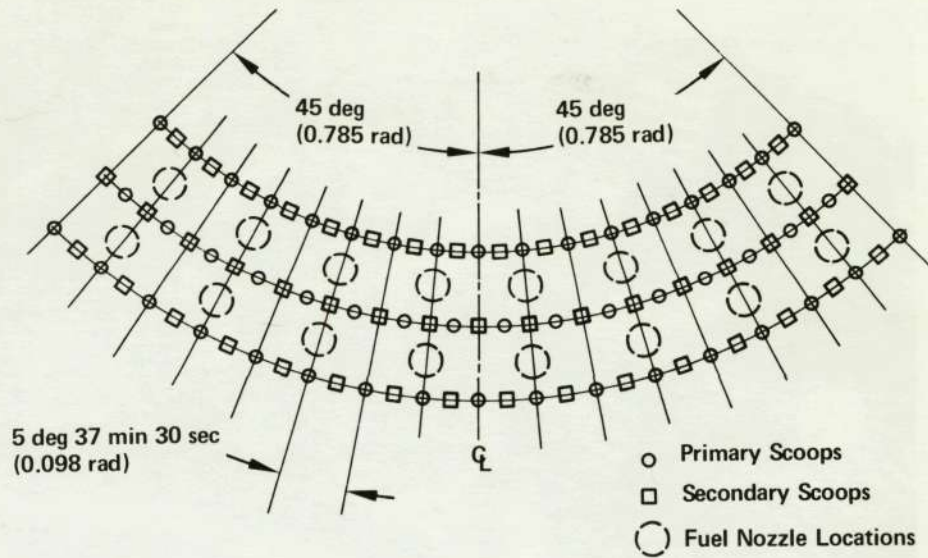 45 deg
(0.785 rad)
45 deg
(0.785 rad)
5 deg 37 min 30 sec
(0.098 rad)
℄
Primary Scoops
Secondary Scoops
Fuel Nozzle Locations